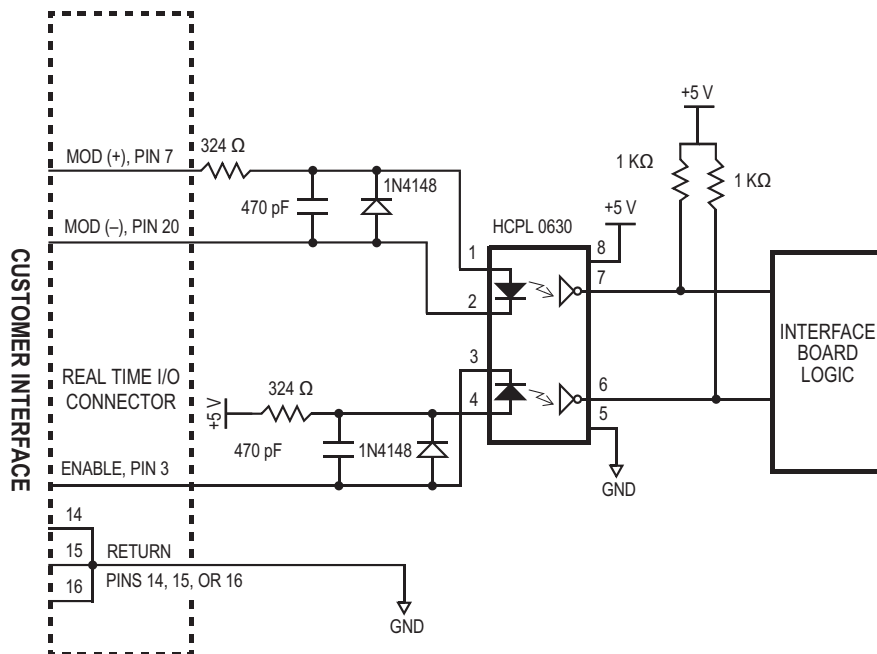 +5 V
324 Ω
MOD (+), PIN 7
1 KΩ
1 KΩ
1N4148
470 pF
+5 V
MOD (–), PIN 20
HCPL 0630
1
8
7
2
CUSTOMER INTERFACE
INTERFACE
BOARD
LOGIC
3
REAL TIME I/O
CONNECTOR
324 Ω
+5 V
4
6
5
470 pF
1N4148
ENABLE, PIN 3
GND
14
15
RETURN
16
PINS 14, 15, OR 16
GND